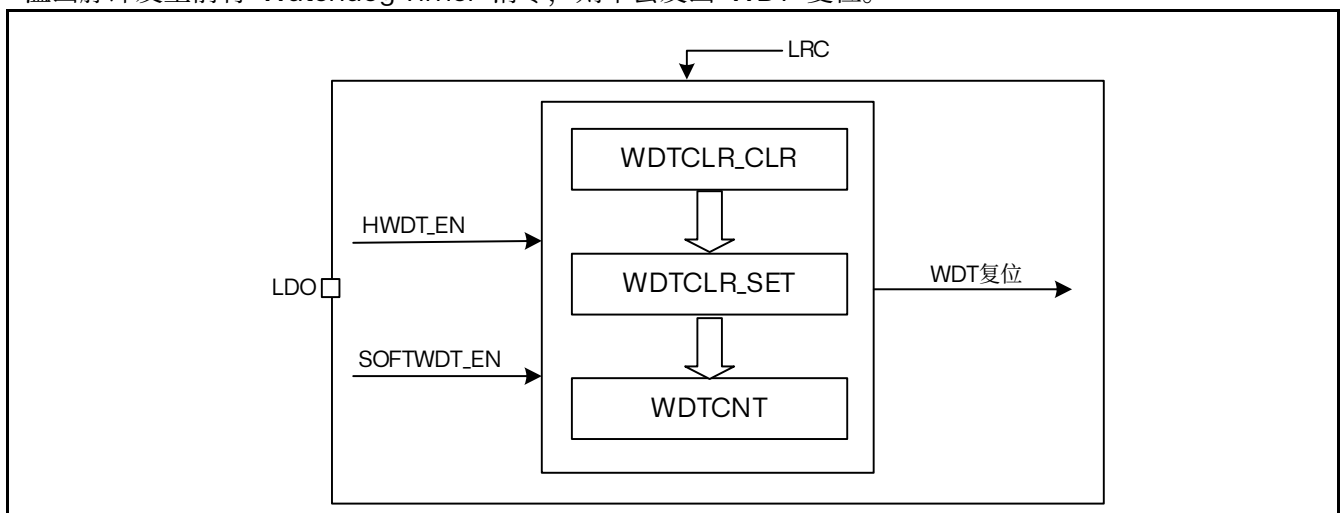 LRC
WDTCLR_CLR
HWDT_EN
WDTCLR_SET
LDO
WDT复位
SOFTWDT_EN
WDTCNT